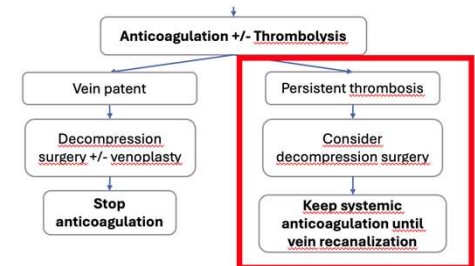 Anticoagulation +/- Thrombolysis
Vein patent
Persistent thrombosis
Decompression
surgery +/- venoplasty
Consider
decompression surgery
Stop
anticoagulation
Keep systemic
anticoagulation until
vein recanalization